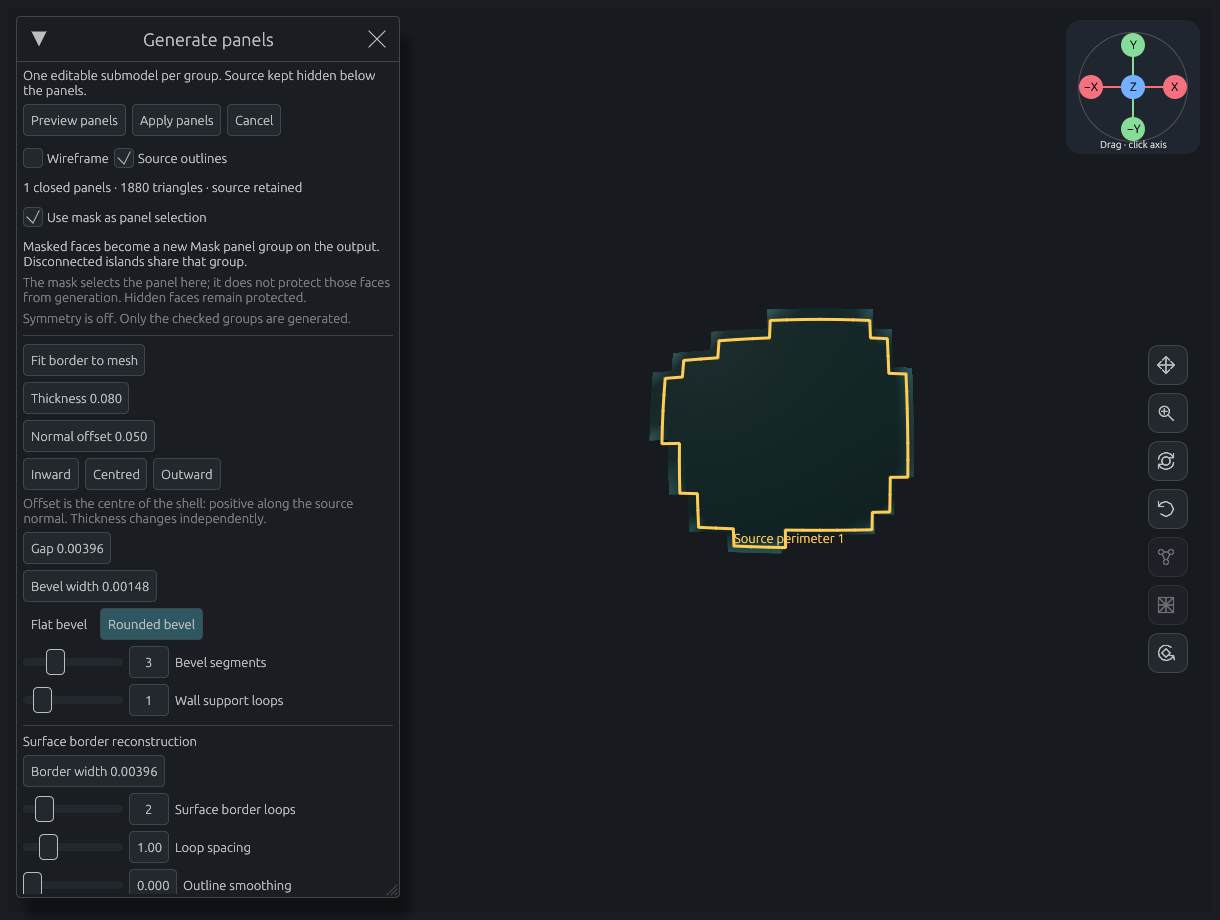 Generate panels
One editable submodel per group. Source kept hidden below
the panels.
Preview panels
Apply panels
Cancel
Wireframe
Source outlines
1 closed panels · 1880 triangles · source retained
Use mask as panel selection
Masked faces become a new Mask panel group on the output.
Disconnected islands share that group.
The mask selects the panel here; it does not protect those faces
from generation. Hidden faces remain protected.
Symmetry is off. Only the checked groups are generated.
Fit border to mesh
Thickness 0.080
Normal offset 0.050
Inward
Centred
Outward
Offset is the centre of the shell: positive along the source
normal. Thickness changes independently.
Gap 0.00396
Bevel width 0.00148
Flat bevel
Rounded bevel
3 Bevel segments
1 Wall support loops
Surface border reconstruction
Border width 0.00396
2 Surface border loops
1.00 Loop spacing
0.000 Outline smoothing
Source perimeter 1
Y
−X
Z
X
−Y
Drag · click axis